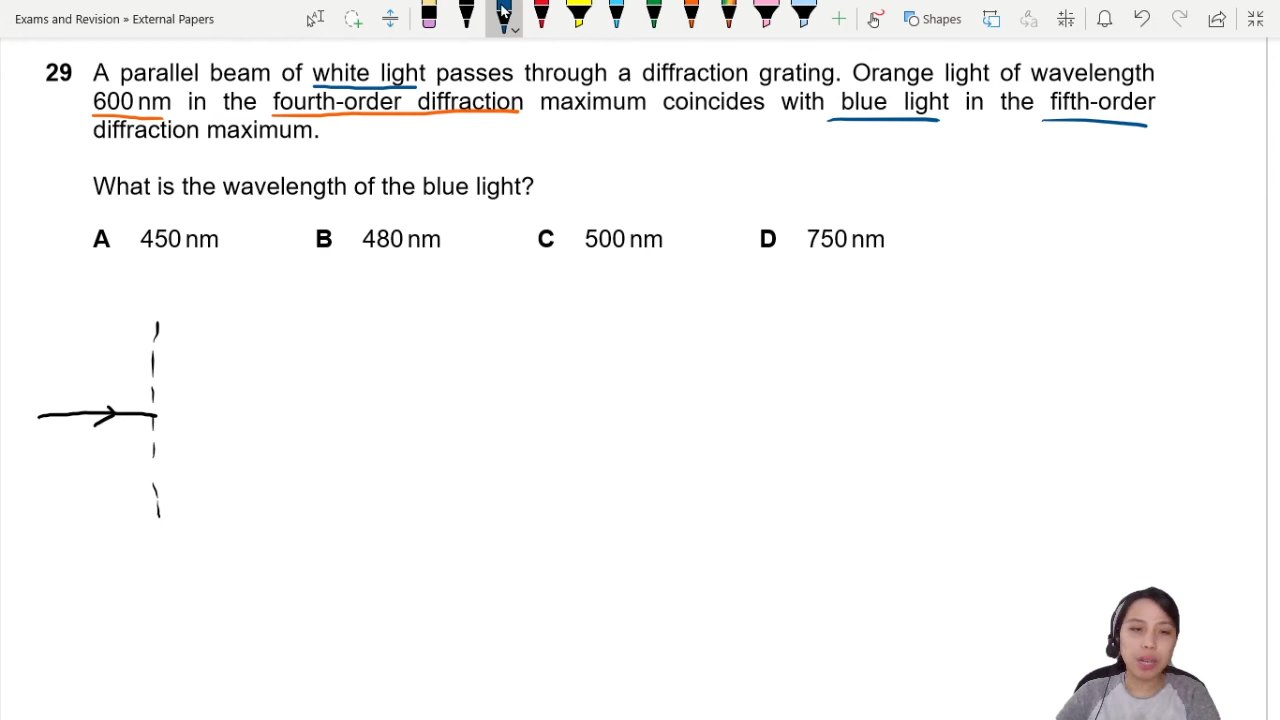 Exams and Revision » External Papers
Shapes
29 A parallel beam of white light passes through a diffraction grating. Orange light of wavelength
600 nm in the fourth-order diffraction maximum coincides with blue light in the fifth-order
diffraction maximum.
What is the wavelength of the blue light?
A 450 nm B 480 nm C 500 nm D 750 nm